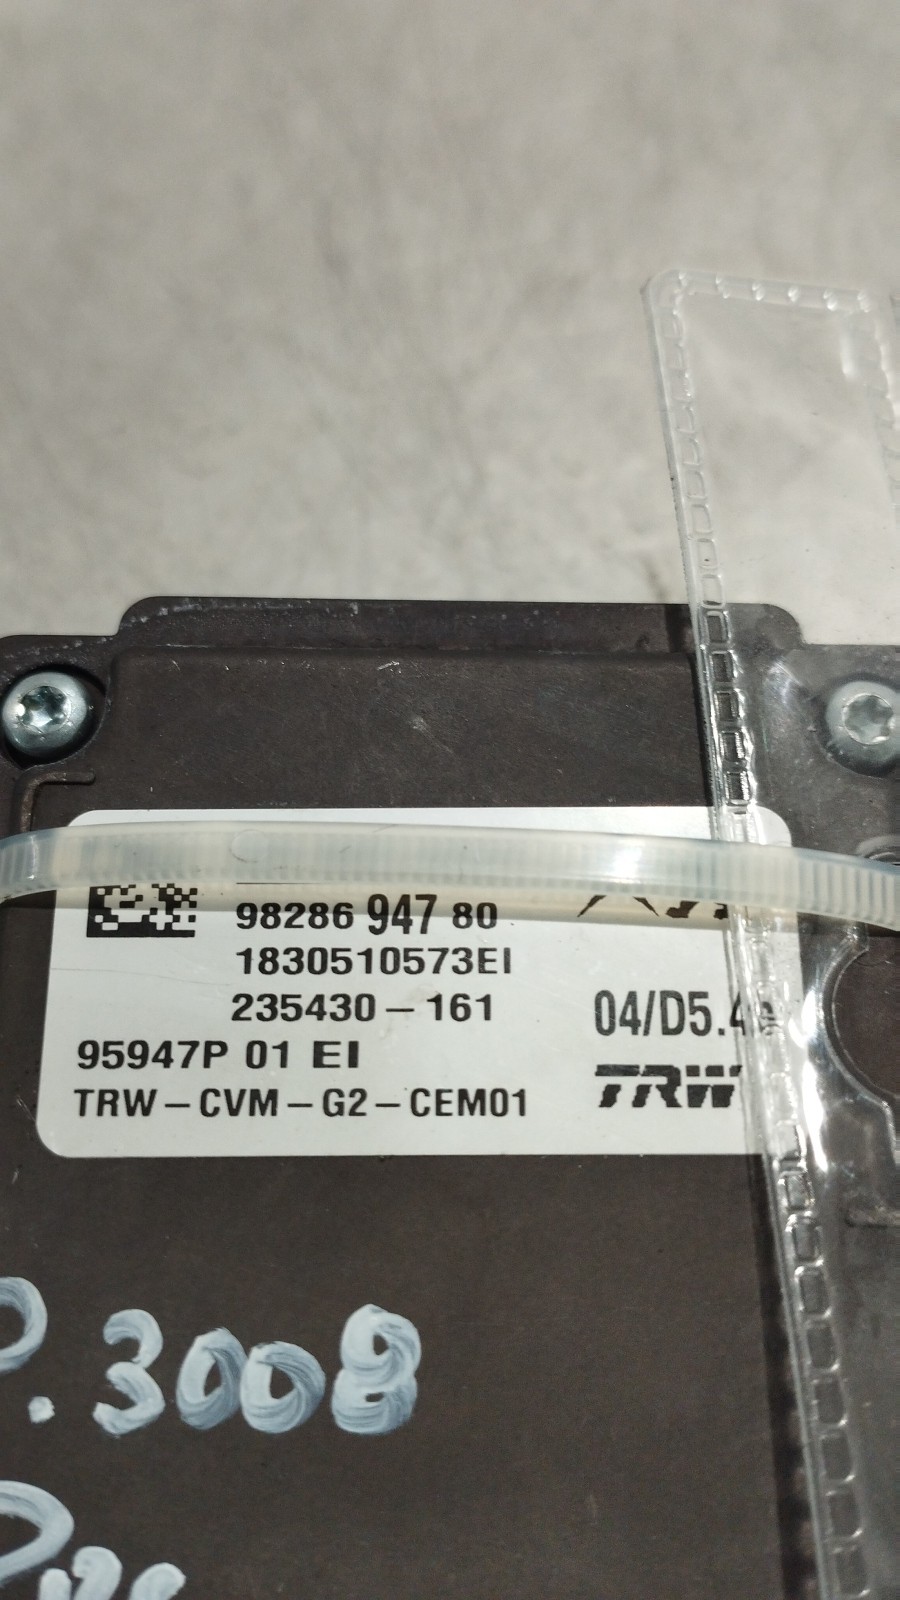 98286 947 80
1830510573EI
235430-161
04/D5.4
95947P 01 EI
TRW-CVM-G2-CEM01
TRW
P.3008